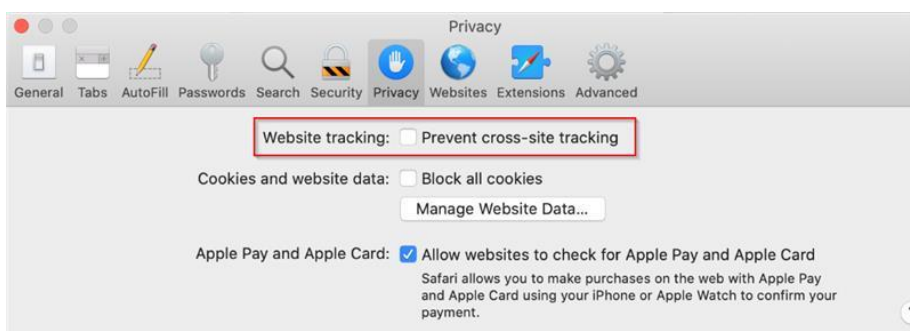 Privacy
General Tabs AutoFill Passwords Search Security Privacy Websites Extensions Advanced
Website tracking: Prevent cross-site tracking
Cookies and website data: Block all cookies
Manage Website Data...
Apple Pay and Apple Card: Allow websites to check for Apple Pay and Apple Card
Safari allows you to make purchases on the web with Apple Pay
and Apple Card using your iPhone or Apple Watch to confirm your
payment.